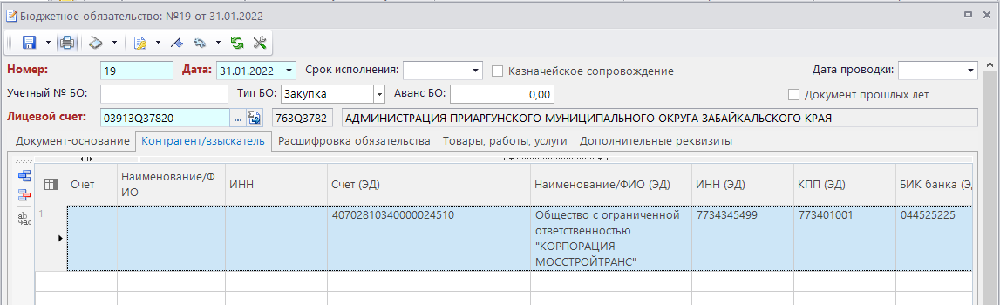 Бюджетное обязательство: №19 от 31.01.2022
Номер: 19 Дата: 31.01.2022 Срок исполнения: Казначейское сопровождение Дата проводки:
Учетный № БО: Тип БО: Закупка Аванс БО: 0,00 Документ прошлых лет
Лицевой счет: 03913Q37820 ... 763Q3782 АДМИНИСТРАЦИЯ ПРИАРГУНСКОГО МУНИЦИПАЛЬНОГО ОКРУГА ЗАБАЙКАЛЬСКОГО КРАЯ
Документ-основание Контрагент/взыскатель Расшифровка обязательства Товары, работы, услуги Дополнительные реквизиты
Счет Наименование/Ф ИНН Счет (ЭД) Наименование/ФИО (ЭД) ИНН (ЭД) КПП (ЭД) БИК банка (ЭД
ИО
1 40702810340000024510 Общество с ограниченной 7734345499 773401001 044525225
ответственностью
"КОРПОРАЦИЯ
МОССТРОЙТРАНС"